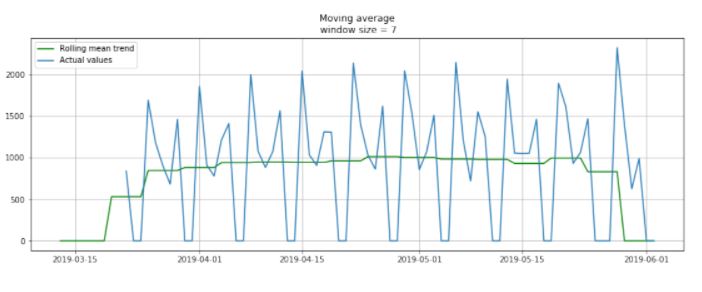 Moving average
window size = 7
Rolling mean trend
Actual values
2000
1500
1000
500
0
2019-03-15
2019-04-01
2019-04-15
2019-05-01
2019-05-15
2019-06-01